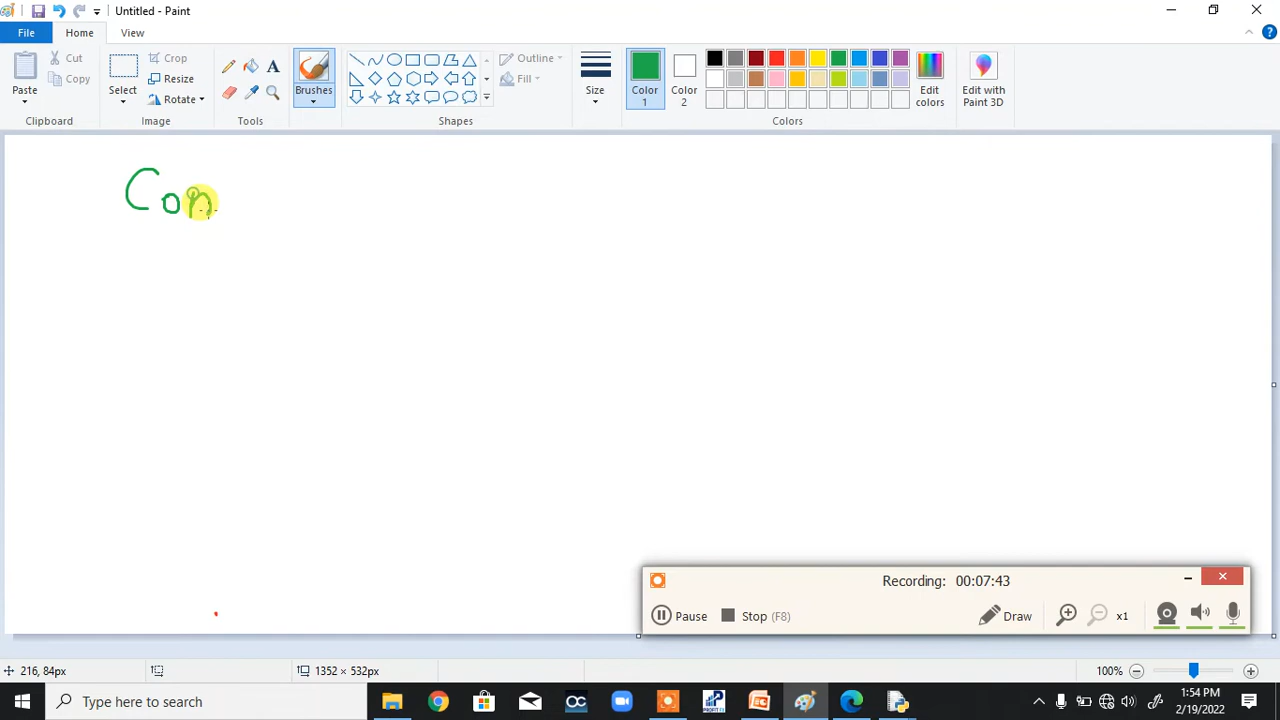 Untitled - Paint
File
Home
View
Paste
Cut
Copy
Clipboard
Select
Crop
Resize
Rotate
Image
Tools
Brushes
Shapes
Outline
Fill
Size
Color 1
Color 2
Edit colors
Edit with Paint 3D
Colors
Con
Recording: 00:07:43
Pause
Stop (F8)
Draw
x1
216, 84px
1352 × 532px
100%
Type here to search
1:54 PM
2/19/2022